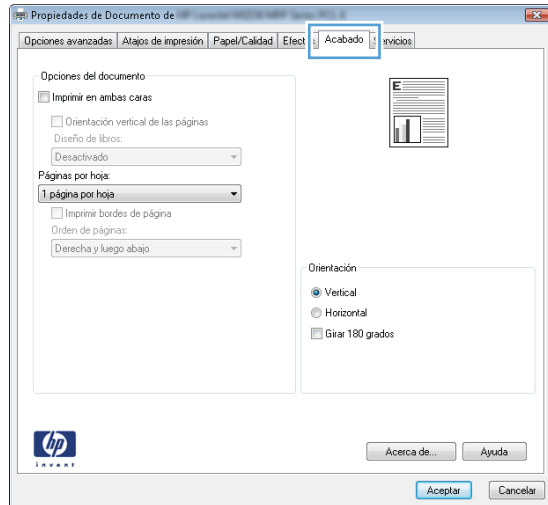 Propiedades de Documento de
Opciones avanzadas Atajos de impresión Papel/Calidad Acabado
Opciones del documento
Imprimir en ambas caras
Orientación vertical de las páginas
Diseño de libros:
Desactivado
Páginas por hoja:
1 página por hoja
Imprimir bordes de página
Orden de páginas:
Derecha y luego abajo
E
Orientación
Vertical
Horizontal
Girar 180 grados
hp
invent
Acerca de... Ayuda
Aceptar Cancelar